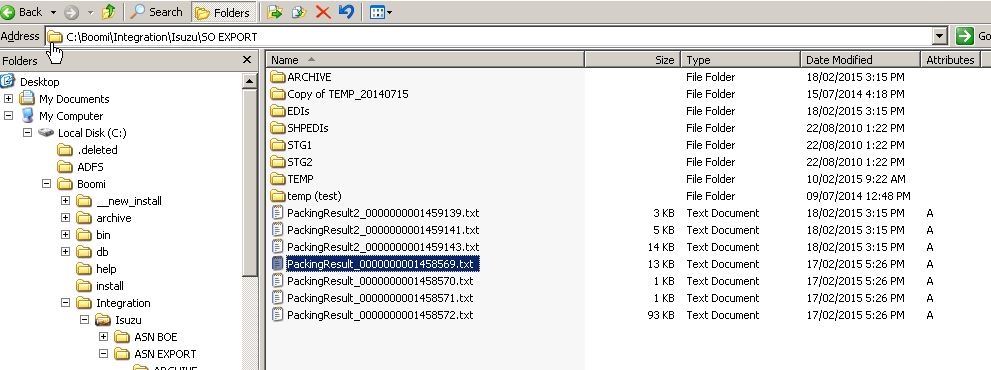 Back Search Folders
Address C:\Boomi\Integration\Isuzu\SO EXPORT Go
Folders
Desktop
My Documents
My Computer
Local Disk (C:)
.deleted
ADFS
Boomi
__new_install
archive
bin
db
help
install
Integration
Isuzu
ASN BOE
ASN EXPORT
ARCHIVE
Name Size Type Date Modified Attributes
ARCHIVE File Folder 18/02/2015 3:15 PM
Copy of TEMP_20140715 File Folder 15/07/2014 4:18 PM
EDIs File Folder 18/02/2015 3:15 PM
SHPEDIs File Folder 22/08/2010 1:22 PM
STG1 File Folder 22/08/2010 1:22 PM
STG2 File Folder 22/08/2010 1:22 PM
TEMP File Folder 10/02/2015 9:22 AM
temp (test) File Folder 09/07/2014 12:48 PM
PackingResult2_0000000001459139.txt 3 KB Text Document 18/02/2015 3:15 PM A
PackingResult2_0000000001459141.txt 5 KB Text Document 18/02/2015 3:15 PM A
PackingResult2_0000000001459143.txt 14 KB Text Document 18/02/2015 3:15 PM A
PackingResult_0000000001458569.txt 13 KB Text Document 17/02/2015 5:26 PM A
PackingResult_0000000001458570.txt 1 KB Text Document 17/02/2015 5:26 PM A
PackingResult_0000000001458571.txt 1 KB Text Document 17/02/2015 5:26 PM A
PackingResult_0000000001458572.txt 93 KB Text Document 17/02/2015 5:26 PM A